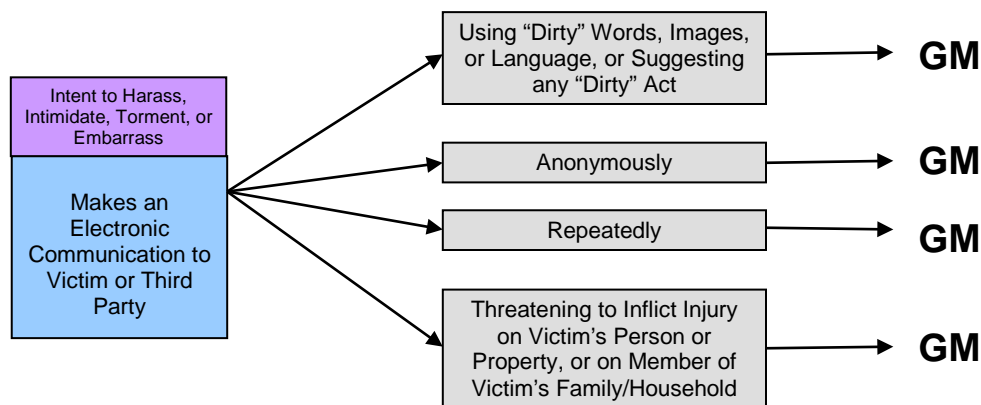 Intent to Harass,
Intimidate, Torment, or
Embarrass
Makes an
Electronic
Communication to
Victim or Third
Party
Using “Dirty” Words, Images,
or Language, or Suggesting
any “Dirty” Act
GM
Anonymously
GM
Repeatedly
GM
Threatening to Inflict Injury
on Victim’s Person or
Property, or on Member of
Victim’s Family/Household
GM